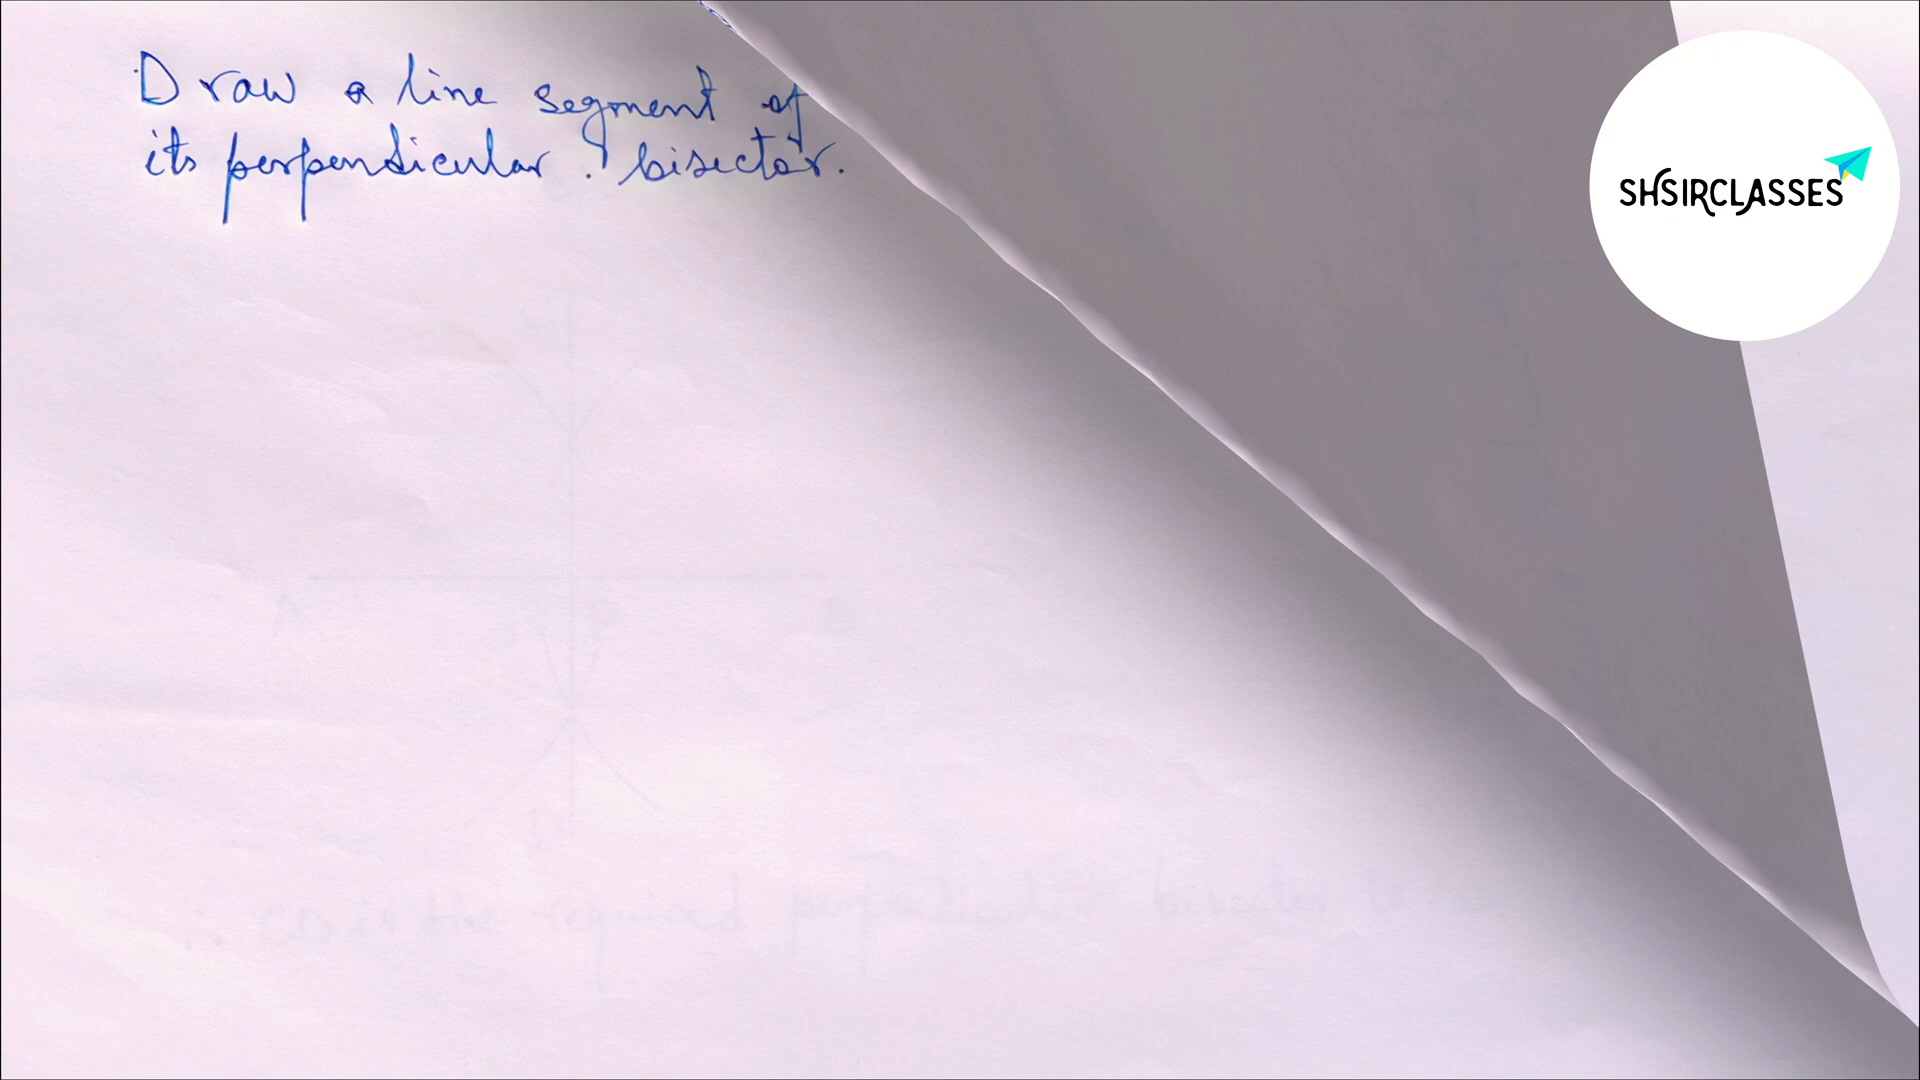 Draw a line segment of
its perpendicular . bisector.
SHSIRCLASSES